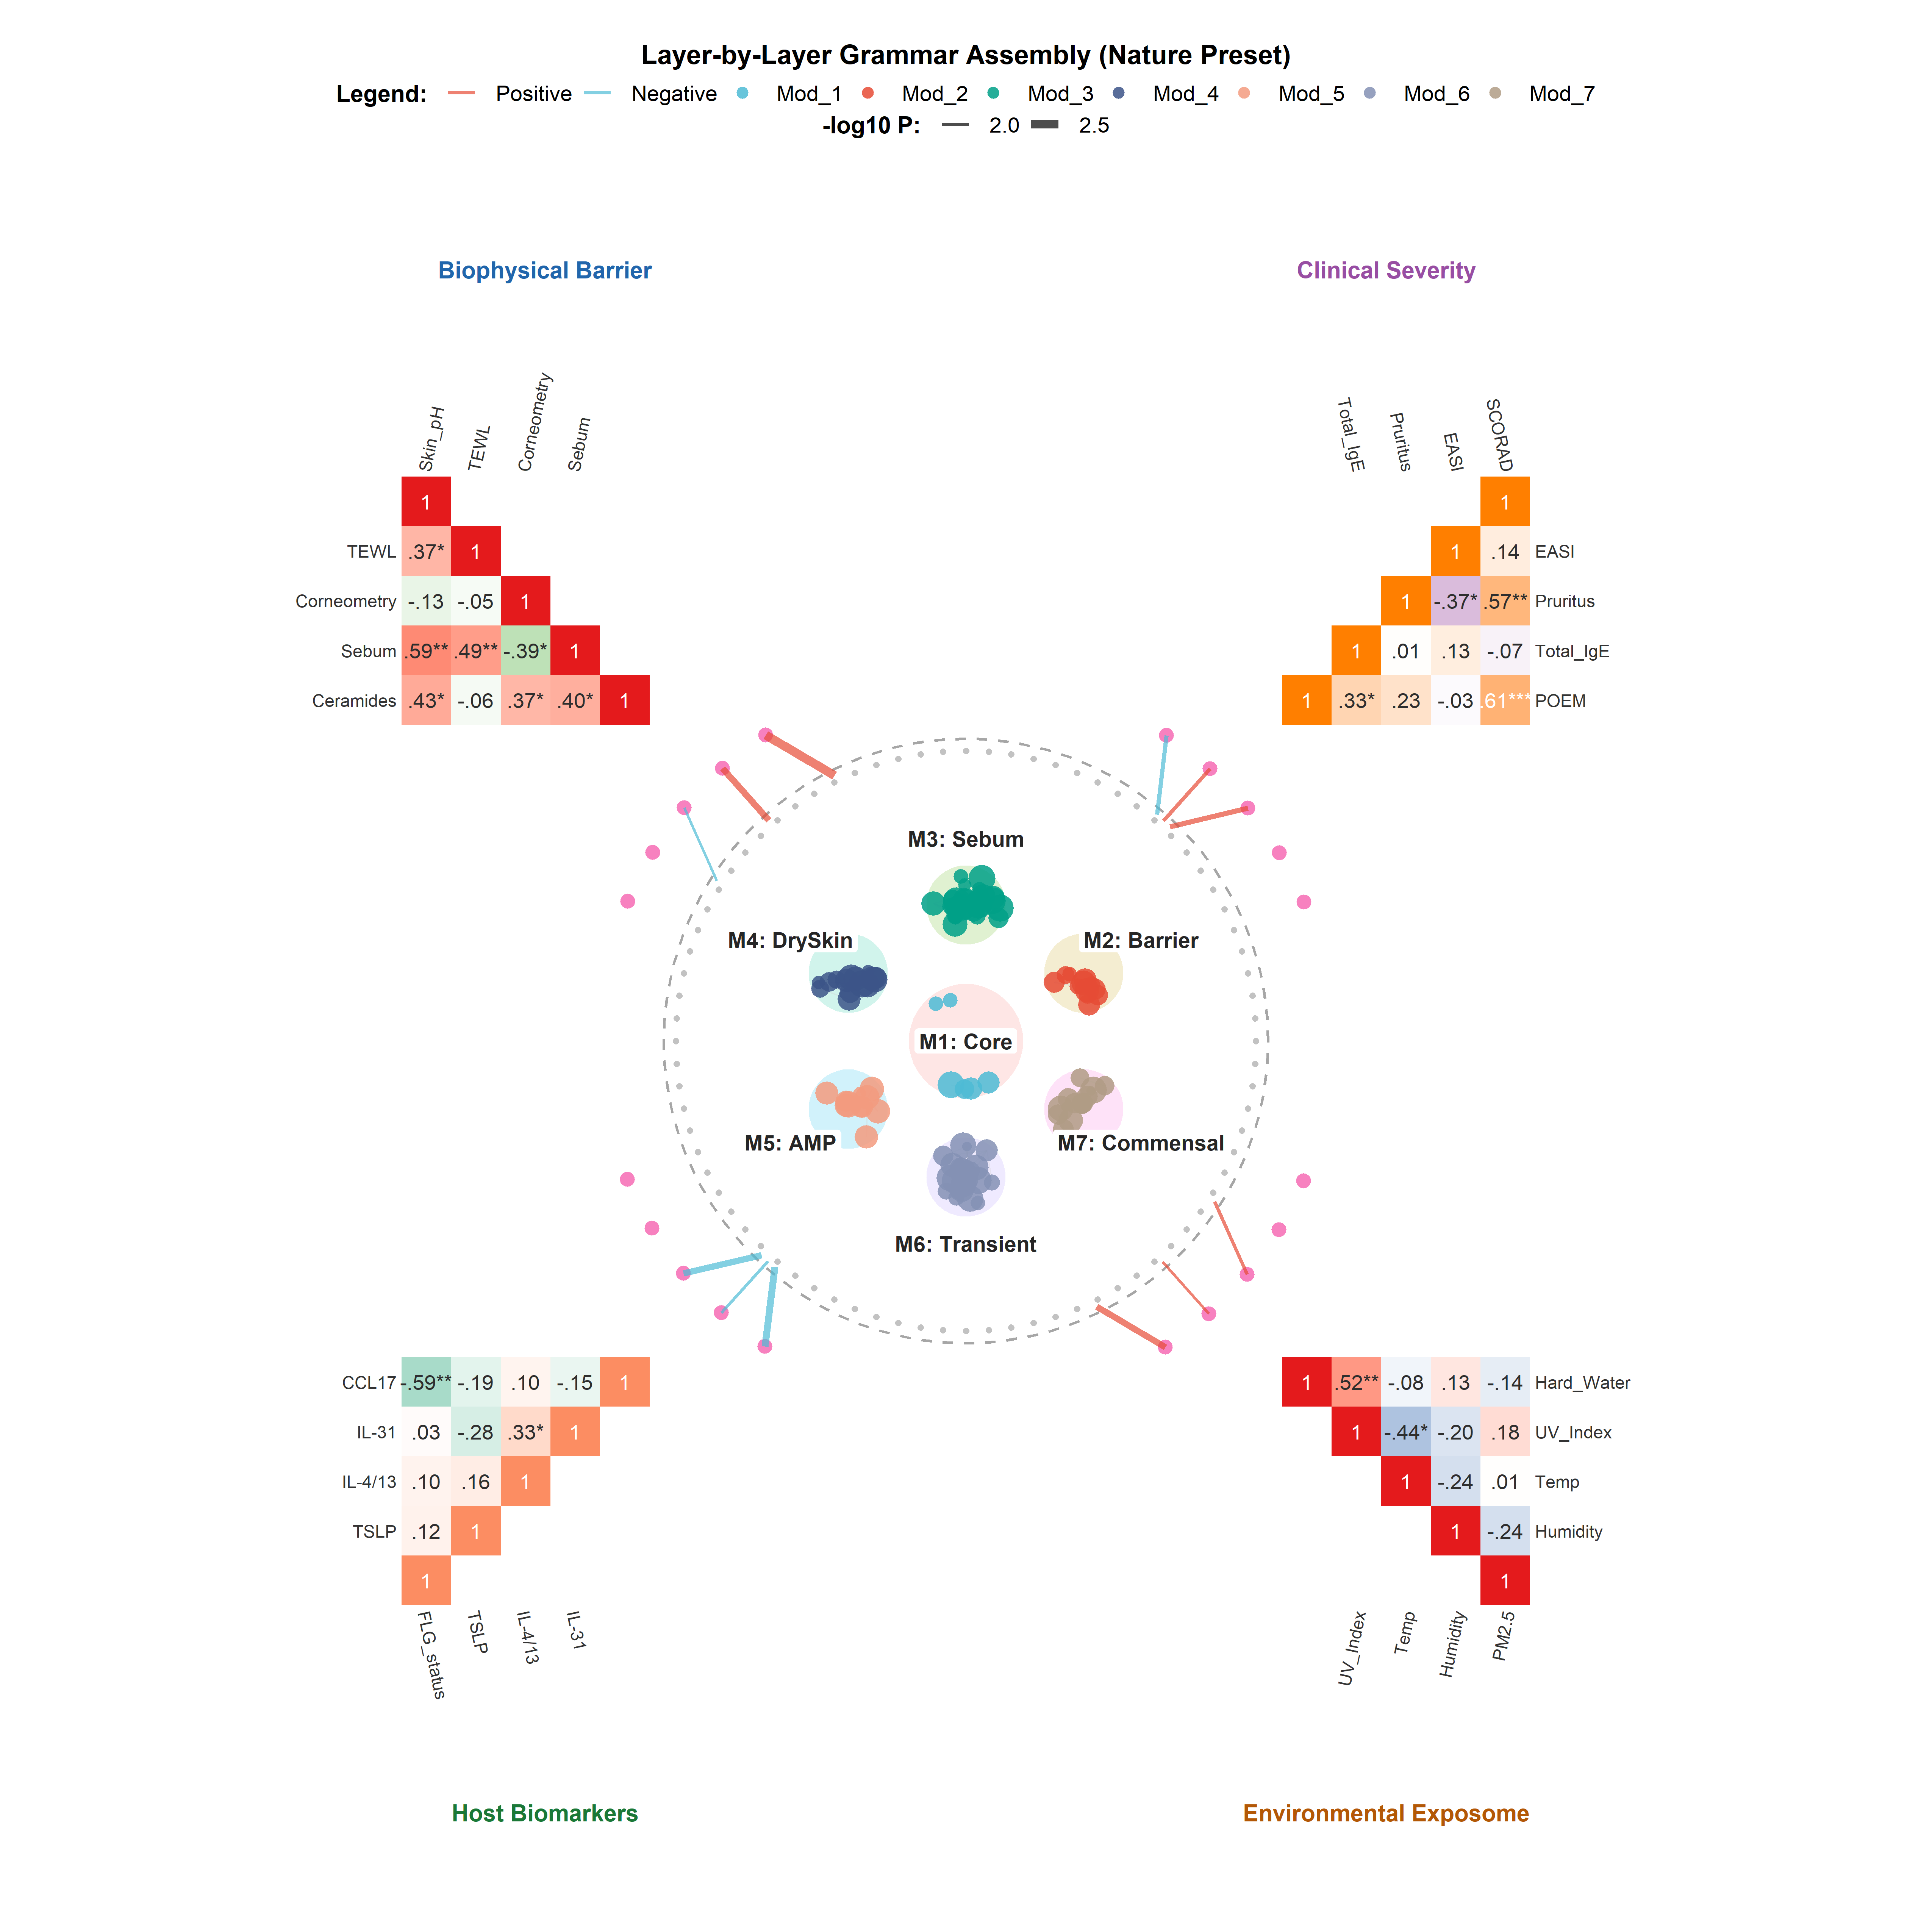 Layer-by-Layer Grammar Assembly (Nature Preset)
Legend: Positive Negative Mod_1 Mod_2 Mod_3 Mod_4 Mod_5 Mod_6 Mod_7
-log10 P: 2.0 2.5
Biophysical Barrier
Skin_pH TEWL Corneometry Sebum
1
TEWL .37* 1
Corneometry -.13 -.05 1
Sebum .59** .49** -.39* 1
Ceramides .43* -.06 .37* .40* 1
Clinical Severity
Total_IgE Pruritus EASI SCORAD
1
1 .14 EASI
1 -.37* .57** Pruritus
1 .01 .13 -.07 Total_IgE
1 .33* .23 -.03 .61*** POEM
M3: Sebum
M4: DrySkin
M2: Barrier
M1: Core
M5: AMP
M7: Commensal
M6: Transient
CCL17 -.59** -.19 .10 -.15 1
IL-31 .03 -.28 .33* 1
IL-4/13 .10 .16 1
TSLP .12 1
1
FLG_status TSLP IL-4/13 IL-31
Host Biomarkers
1 .52** -.08 .13 -.14 Hard_Water
1 -.44* -.20 .18 UV_Index
1 -.24 .01 Temp
1 -.24 Humidity
1
UV_Index Temp Humidity PM2.5
Environmental Exposome